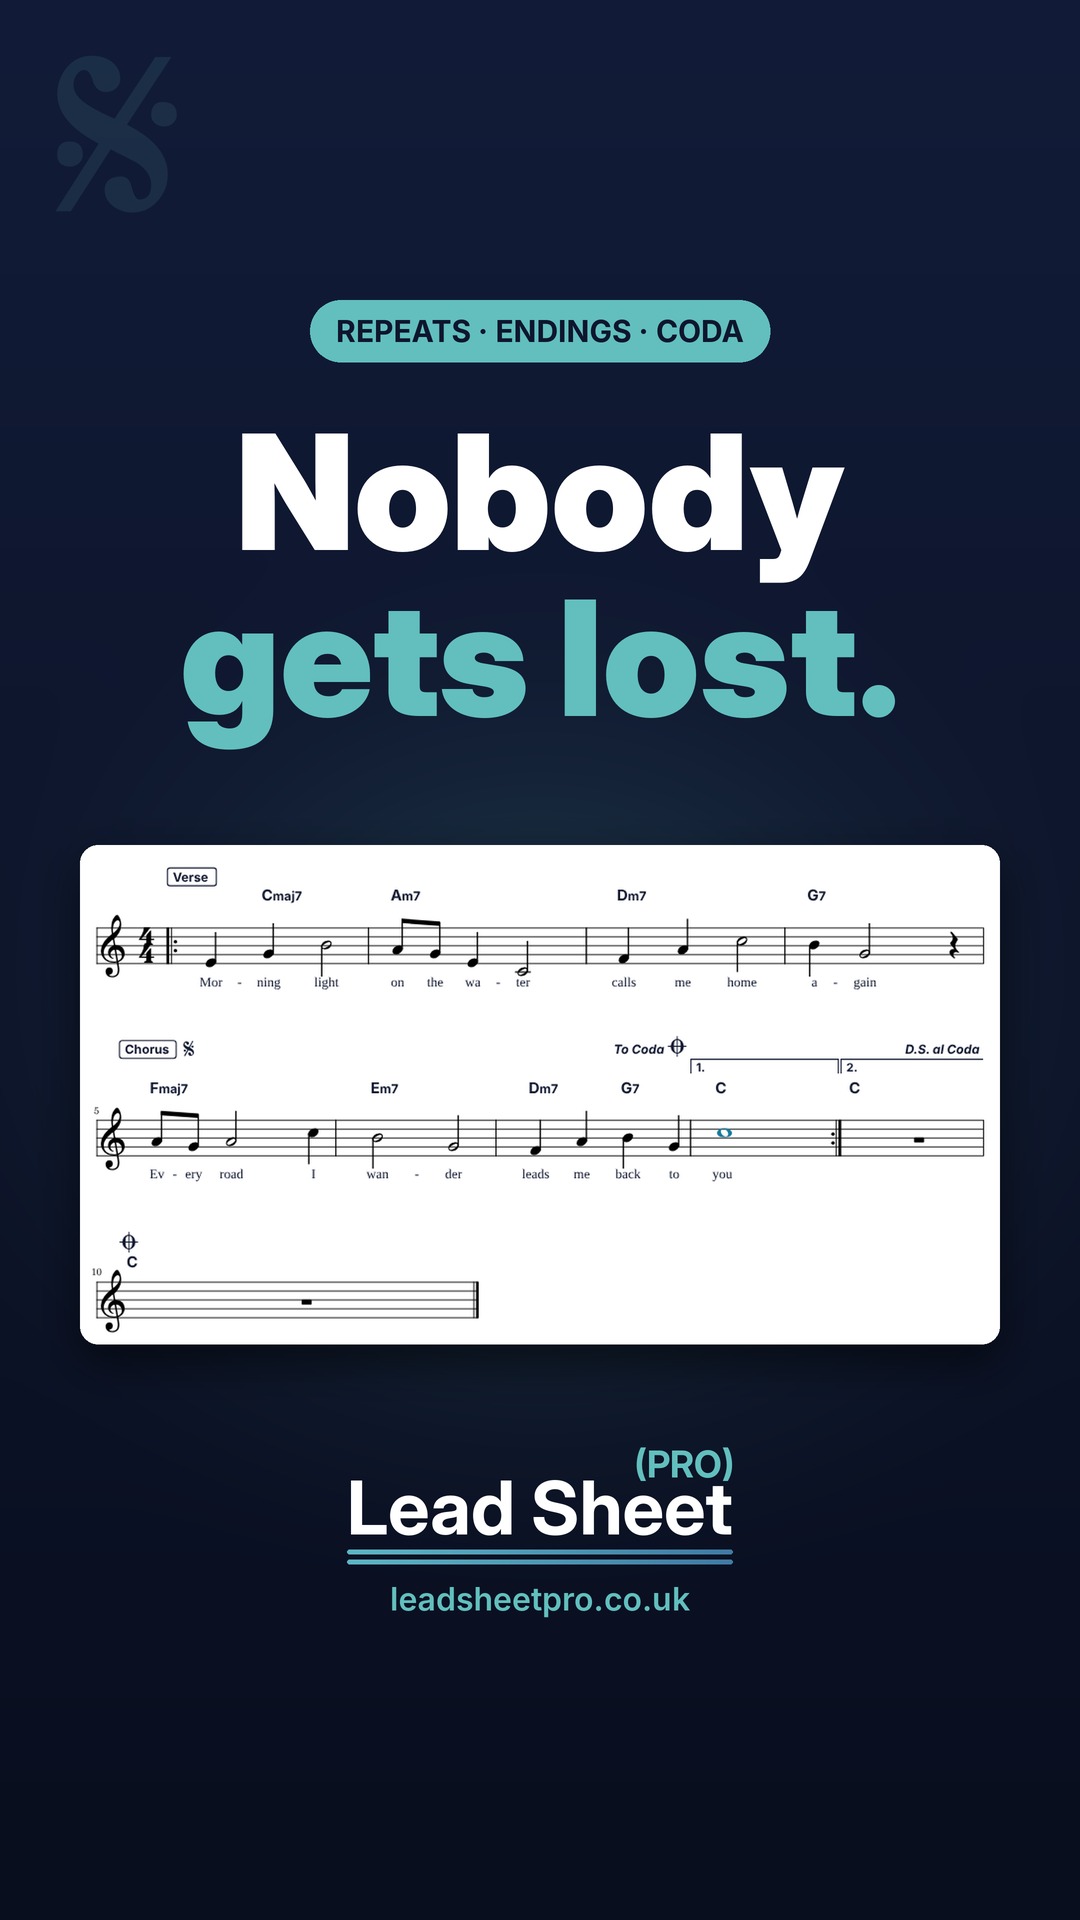 REPEATS · ENDINGS · CODA
Nobody
gets lost.
Verse
Cmaj7 Am7 Dm7 G7
4
4
Mor - ning light on the wa - ter calls me home a - gain
Chorus To Coda D.S. al Coda
1. 2.
Fmaj7 Em7 Dm7 G7 C C
5
Ev - ery road I wan - der leads me back to you
C
10
(PRO)
Lead Sheet
leadsheetpro.co.uk